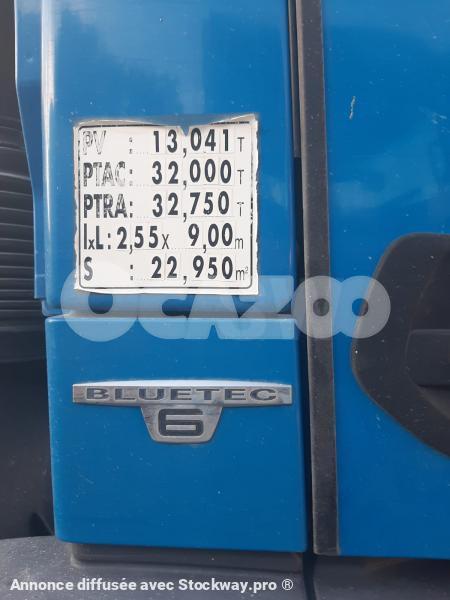 PV : 13,041 T
PTAC: 32,000 T
PTRA: 32,750 T
lxL: 2,55 x 9,00 m
S : 22,950 m²
OCAZOO
BLUETEC
6
Annonce diffusée avec Stockway.pro ®